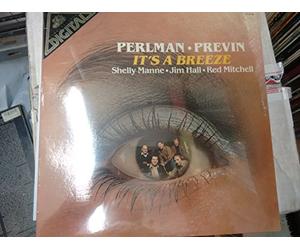 DIGITAL
PERLMAN • PREVIN
IT'S A BREEZE
Shelly Manne • Jim Hall • Red Mitchell